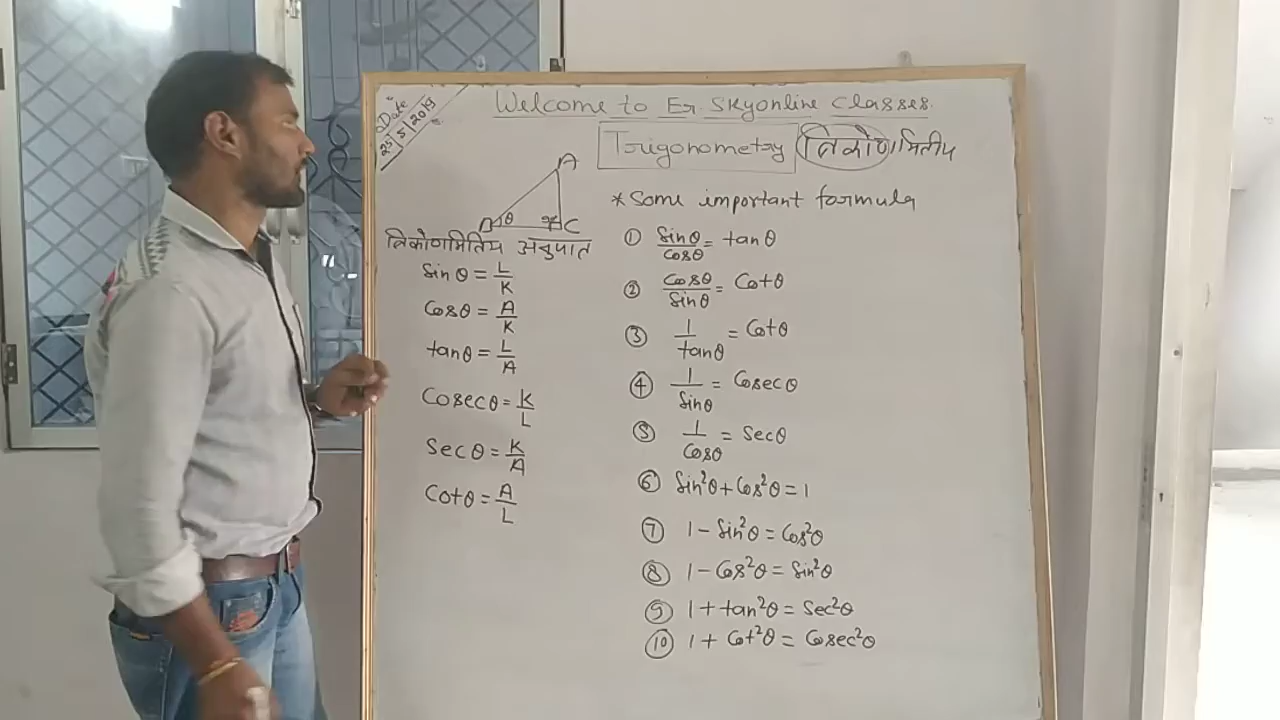 Date
25/5/2019
Welcome to Er. Skyonline Classes.
Trigonometry त्रिकोणमितीय
A
B θ C
त्रिकोणमितिय अनुपात
sinθ = L/K
cosθ = A/K
tanθ = L/A
Cosecθ = K/L
Secθ = K/A
Cotθ = A/L
* Some important formula
① sinθ/cosθ = tanθ
② cosθ/sinθ = Cotθ
③ 1/tanθ = Cotθ
④ 1/sinθ = Cosecθ
⑤ 1/cosθ = Secθ
⑥ Sin²θ + Cos²θ = 1
⑦ 1 - Sin²θ = Cos²θ
⑧ 1 - Cos²θ = Sin²θ
⑨ 1 + tan²θ = Sec²θ
⑩ 1 + Cot²θ = Cosec²θ